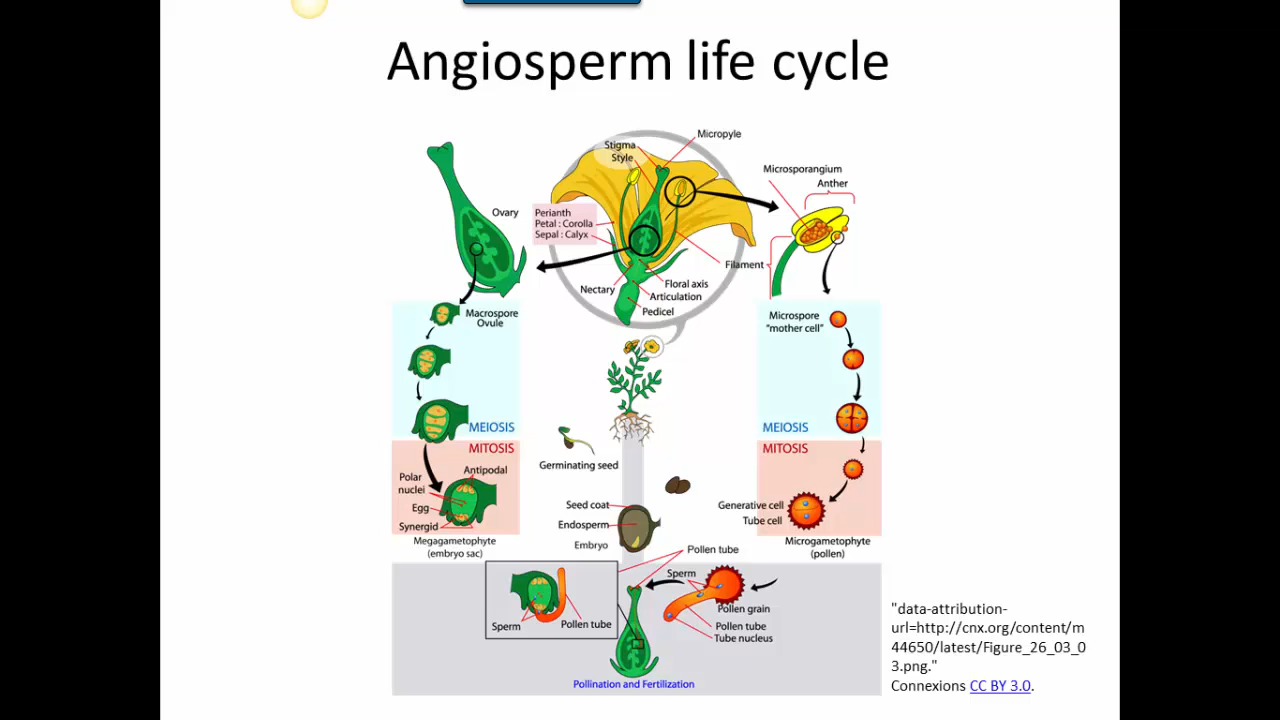 Angiosperm life cycle
Micropyle
Stigma
Style
Microsporangium
Anther
Ovary
Perianth
Petal : Corolla
Sepal : Calyx
Filament
Nectary
Floral axis
Articulation
Pedicel
Macrospore
Ovule
Microspore
"mother cell"
MEIOSIS
MEIOSIS
MITOSIS
MITOSIS
Germinating seed
Polar
nuclei
Antipodal
Egg
Synergid
Seed coat
Endosperm
Embryo
Generative cell
Tube cell
Megagametophyte
(embryo sac)
Microgametophyte
(pollen)
Pollen tube
Sperm
Pollen grain
Pollen tube
Tube nucleus
Sperm
Pollen tube
Pollination and Fertilization
"data-attribution-
url=http://cnx.org/content/m
44650/latest/Figure_26_03_0
3.png."
Connexions CC BY 3.0.